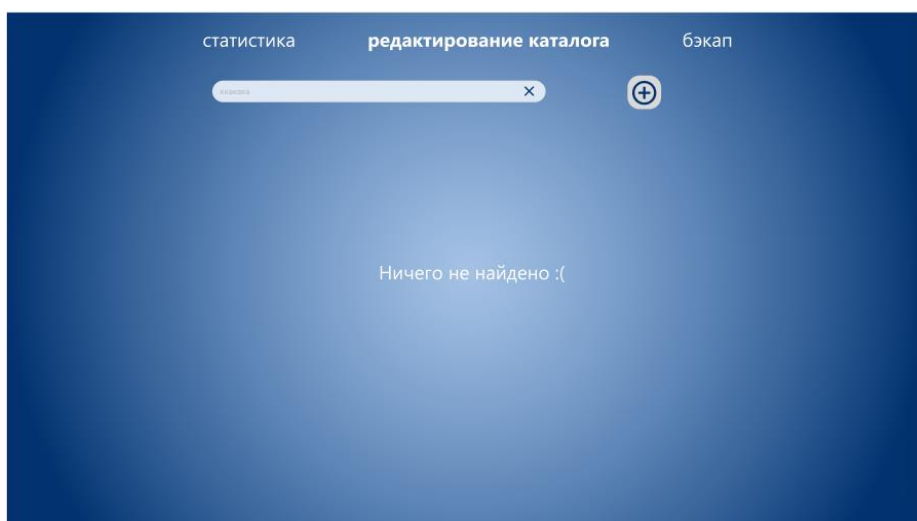 статистика редактирование каталога бэкап
Ничего не найдено :(